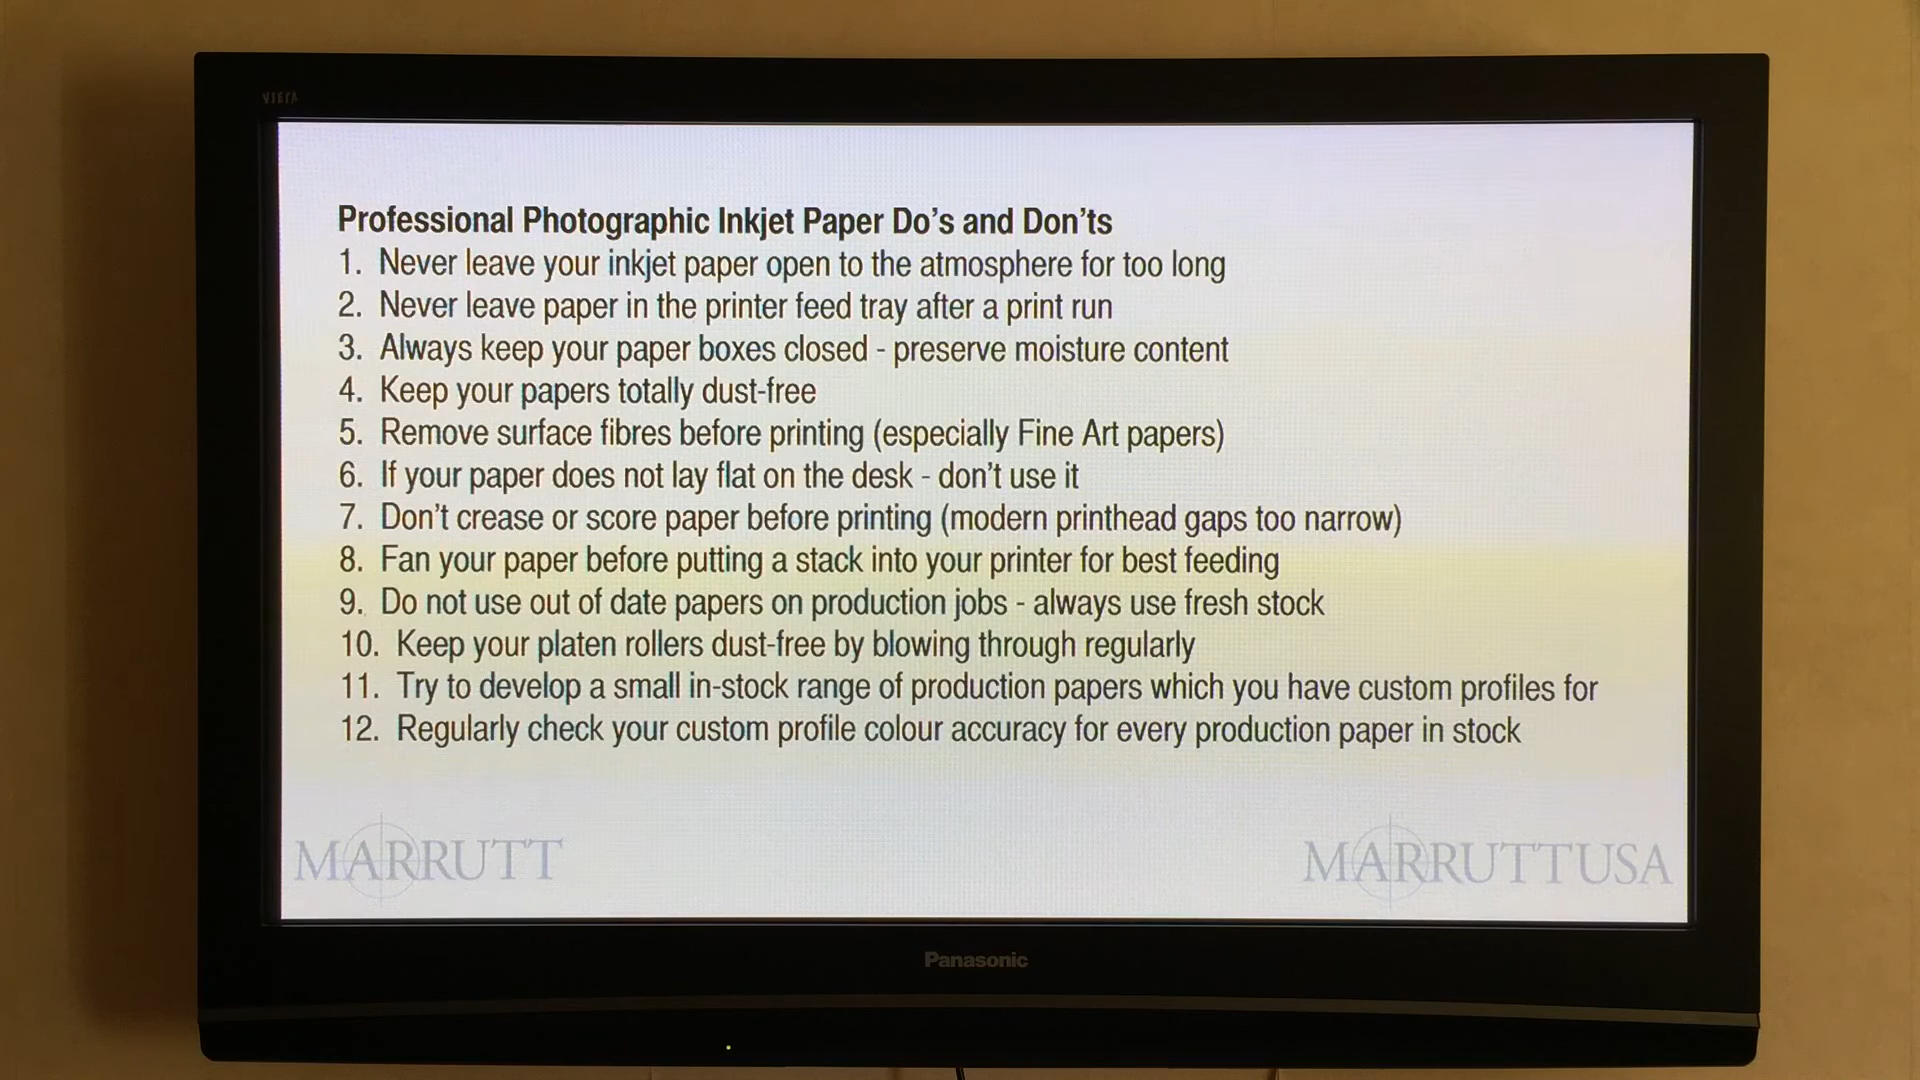 VIERA
Professional Photographic Inkjet Paper Do's and Don'ts
1. Never leave your inkjet paper open to the atmosphere for too long
2. Never leave paper in the printer feed tray after a print run
3. Always keep your paper boxes closed - preserve moisture content
4. Keep your papers totally dust-free
5. Remove surface fibres before printing (especially Fine Art papers)
6. If your paper does not lay flat on the desk - don't use it
7. Don't crease or score paper before printing (modern printhead gaps too narrow)
8. Fan your paper before putting a stack into your printer for best feeding
9. Do not use out of date papers on production jobs - always use fresh stock
10. Keep your platen rollers dust-free by blowing through regularly
11. Try to develop a small in-stock range of production papers which you have custom profiles for
12. Regularly check your custom profile colour accuracy for every production paper in stock
MARRUTT
MARRUTTUSA
Panasonic